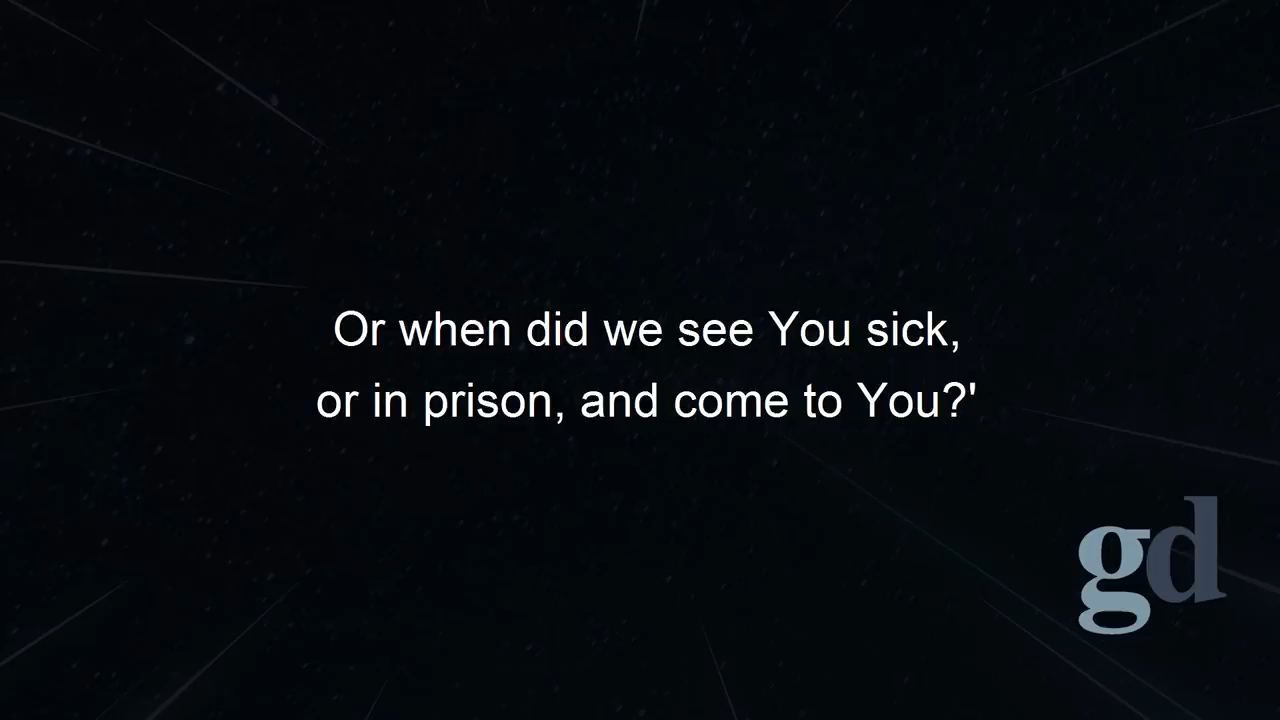 Or when did we see You sick,
or in prison, and come to You?'
gd